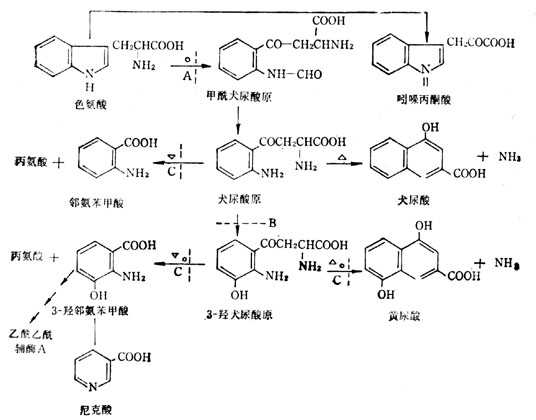 COOH
CH₂CHCOOH
NH₂
N
H
色氨酸
A
CO-CH₂CHNH₂
NH—CHO
甲酰犬尿酸原
CH₂COCOOH
N
H
吲哚丙酮酸
丙氨酸 +
COOH
NH₂
邻氨苯甲酸
C
COCH₂CHCOOH
NH₂
NH₂
犬尿酸原
OH
COOH
犬尿酸
+ NH₃
B
丙氨酸 +
COOH
NH₂
OH
3-羟邻氨苯甲酸
C
COCH₂CHCOOH
NH₂
NH₂
OH
3-羟犬尿酸原
C
OH
COOH
OH
黄尿酸
+ NH₃
乙酰乙酰
辅酶A
COOH
N
尼克酸